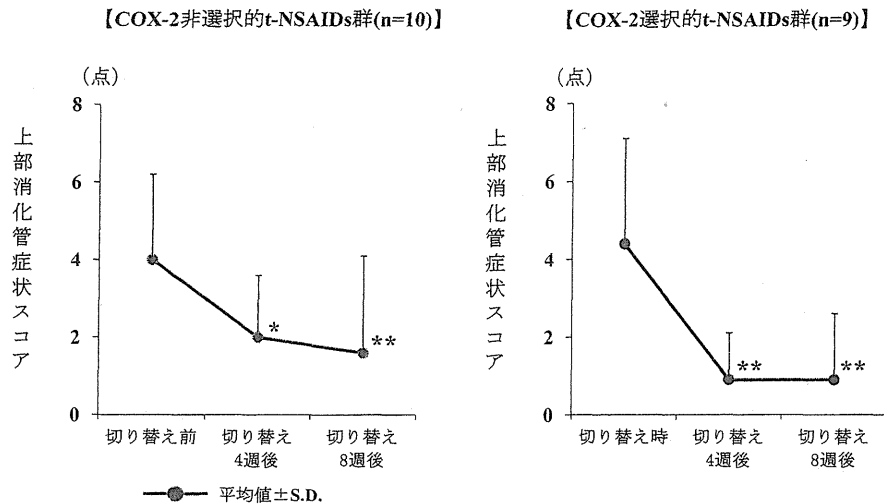 【COX-2非選択的t-NSAIDs群(n=10)】
(点)
上部消化管症状スコア
8
6
4
2
0
*
**
切り替え前
切り替え
4週後
切り替え
8週後
平均値±S.D.
【COX-2選択的t-NSAIDs群(n=9)】
(点)
上部消化管症状スコア
8
6
4
2
0
**
**
切り替え時
切り替え
4週後
切り替え
8週後